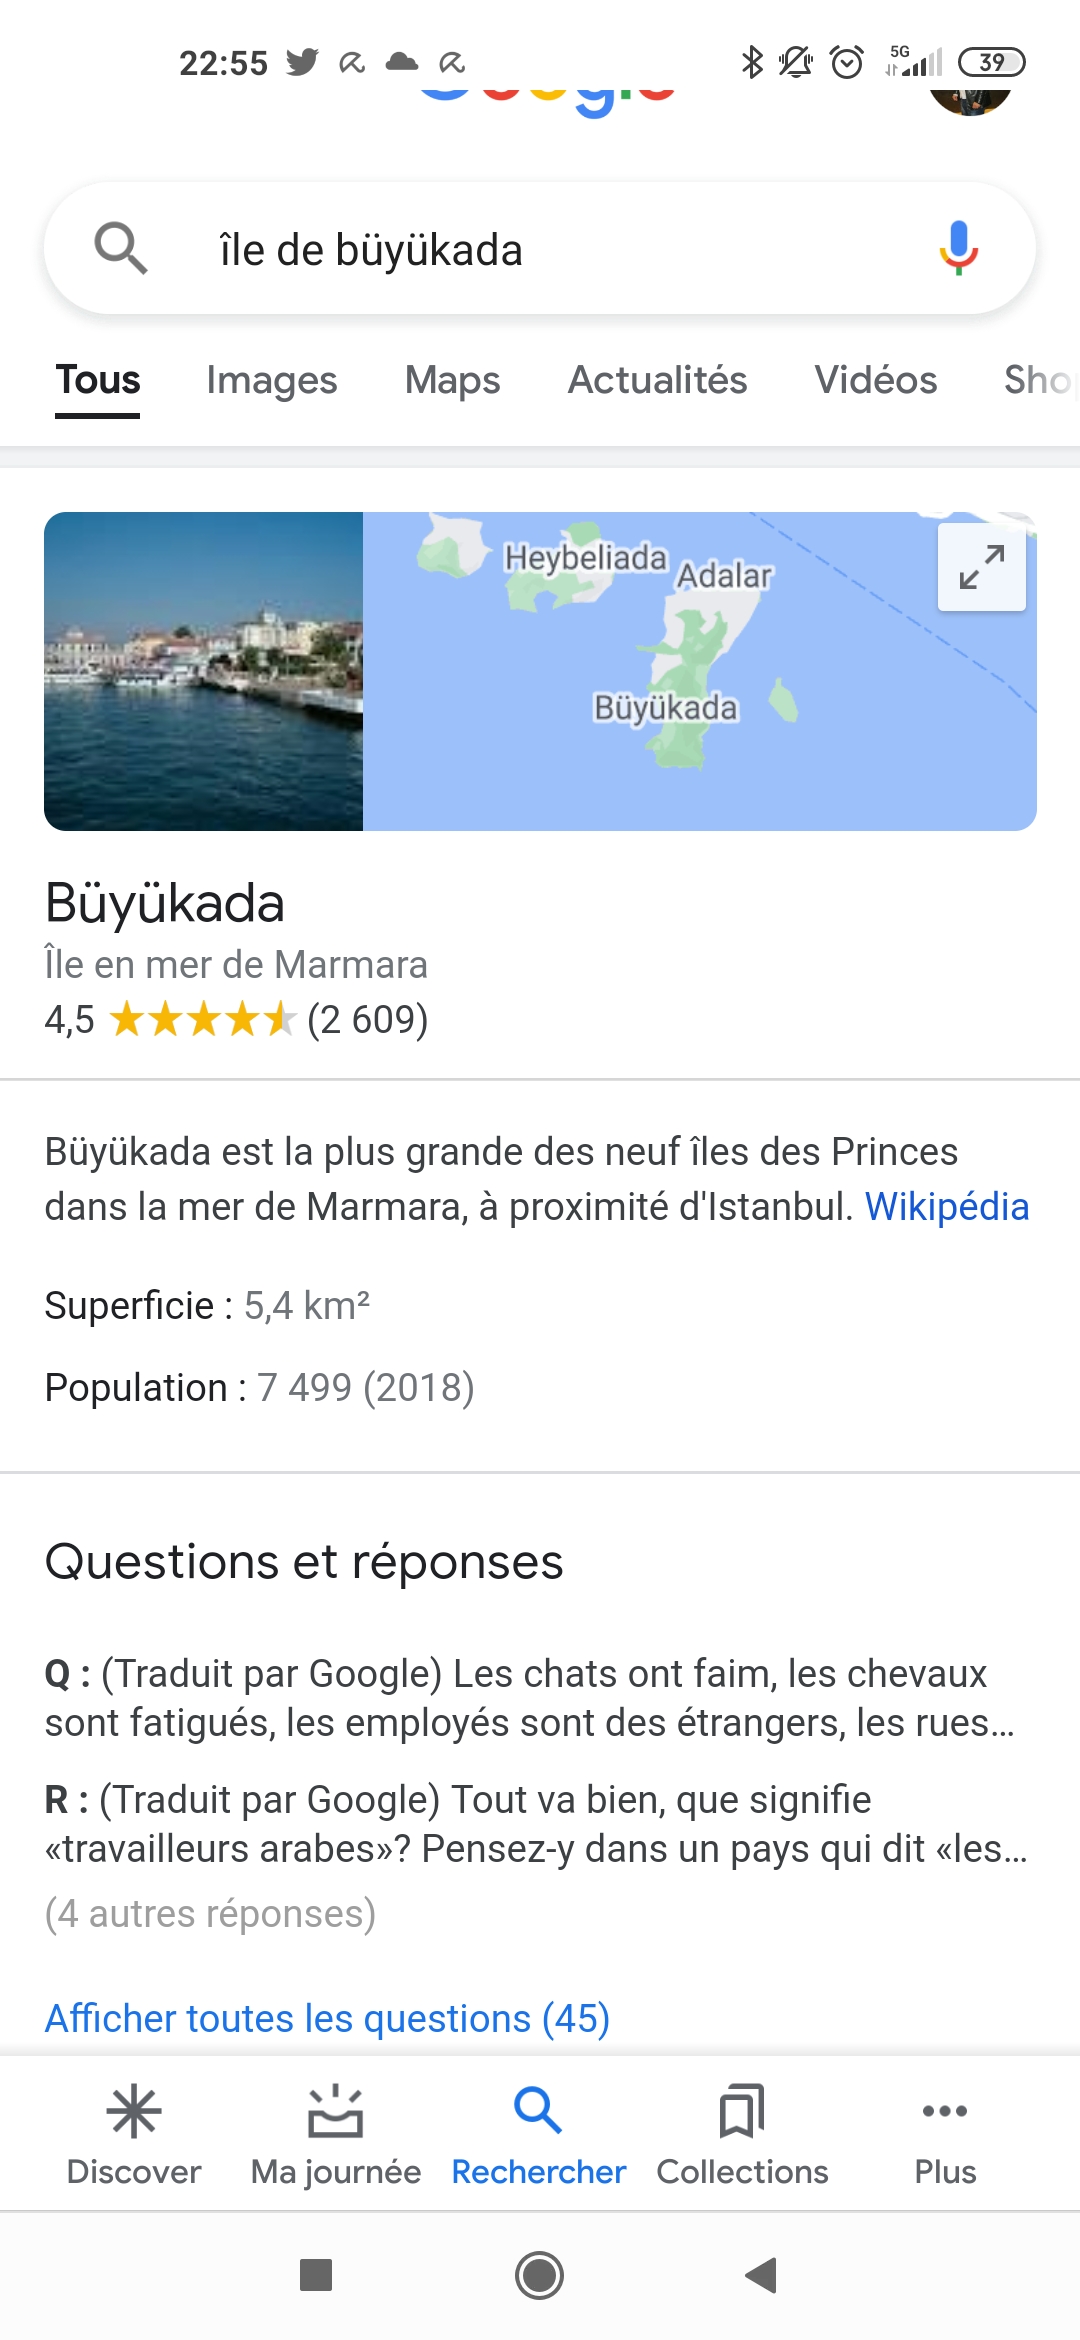 22:55
5G
39
Google
île de büyükada
Tous Images Maps Actualités Vidéos Sho
Heybeliada
Adalar
Büyükada
Büyükada
Île en mer de Marmara
4,5 (2 609)
Büyükada est la plus grande des neuf îles des Princes
dans la mer de Marmara, à proximité d'Istanbul. Wikipédia
Superficie : 5,4 km²
Population : 7 499 (2018)
Questions et réponses
Q : (Traduit par Google) Les chats ont faim, les chevaux
sont fatigués, les employés sont des étrangers, les rues...
R : (Traduit par Google) Tout va bien, que signifie
«travailleurs arabes»? Pensez-y dans un pays qui dit «les...
(4 autres réponses)
Afficher toutes les questions (45)
Discover Ma journée Rechercher Collections Plus